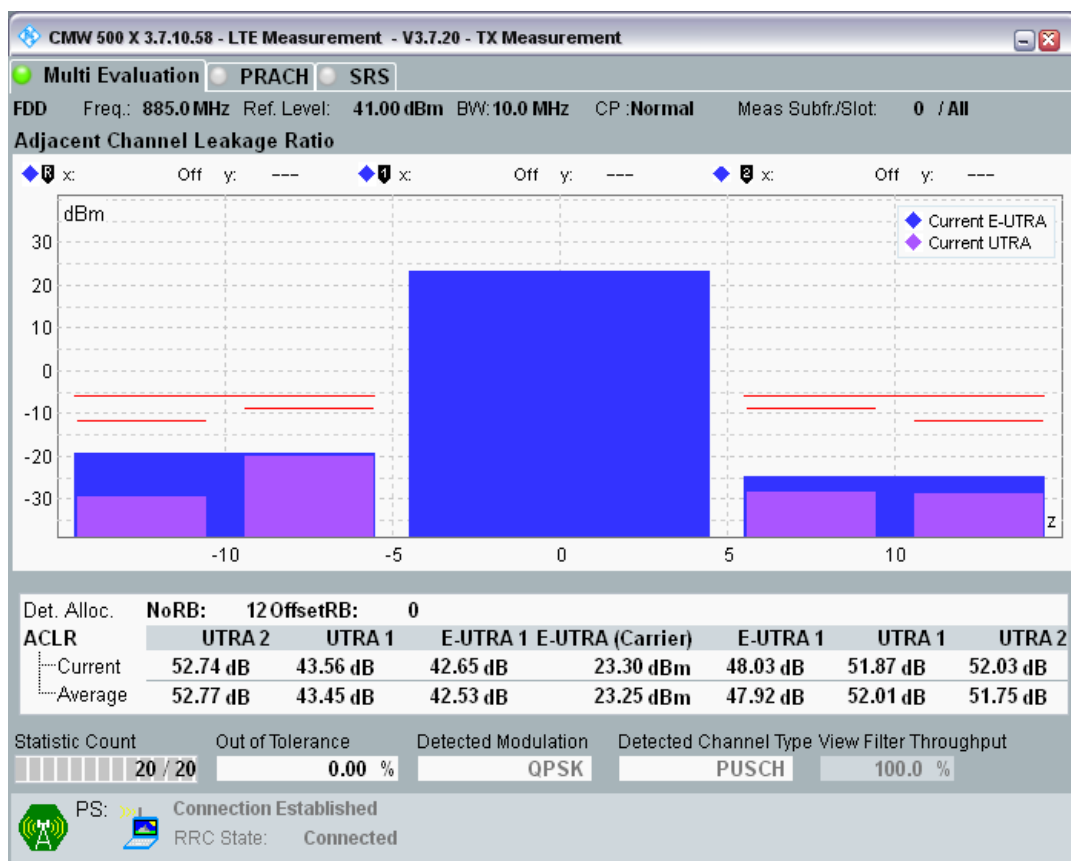 CMW 500 X 3.7.10.58 - LTE Measurement - V3.7.20 - TX Measurement
Multi Evaluation PRACH SRS
FDD Freq.: 885.0 MHz Ref. Level: 41.00 dBm BW: 10.0 MHz CP :Normal Meas Subfr./Slot: 0 / All
Adjacent Channel Leakage Ratio
R x: Off y: --- 1 x: Off y: --- 2 x: Off y: ---
dBm
Current E-UTRA
Current UTRA
30
20
10
0
-10
-20
-30
z
-10 -5 0 5 10
Det. Alloc. NoRB: 12 OffsetRB: 0
ACLR UTRA 2 UTRA 1 E-UTRA 1 E-UTRA (Carrier) E-UTRA 1 UTRA 1 UTRA 2
Current 52.74 dB 43.56 dB 42.65 dB 23.30 dBm 48.03 dB 51.87 dB 52.03 dB
Average 52.77 dB 43.45 dB 42.53 dB 23.25 dBm 47.92 dB 52.01 dB 51.75 dB
Statistic Count Out of Tolerance Detected Modulation Detected Channel Type View Filter Throughput
20 / 20 0.00 % QPSK PUSCH 100.0 %
PS: Connection Established
RRC State: Connected